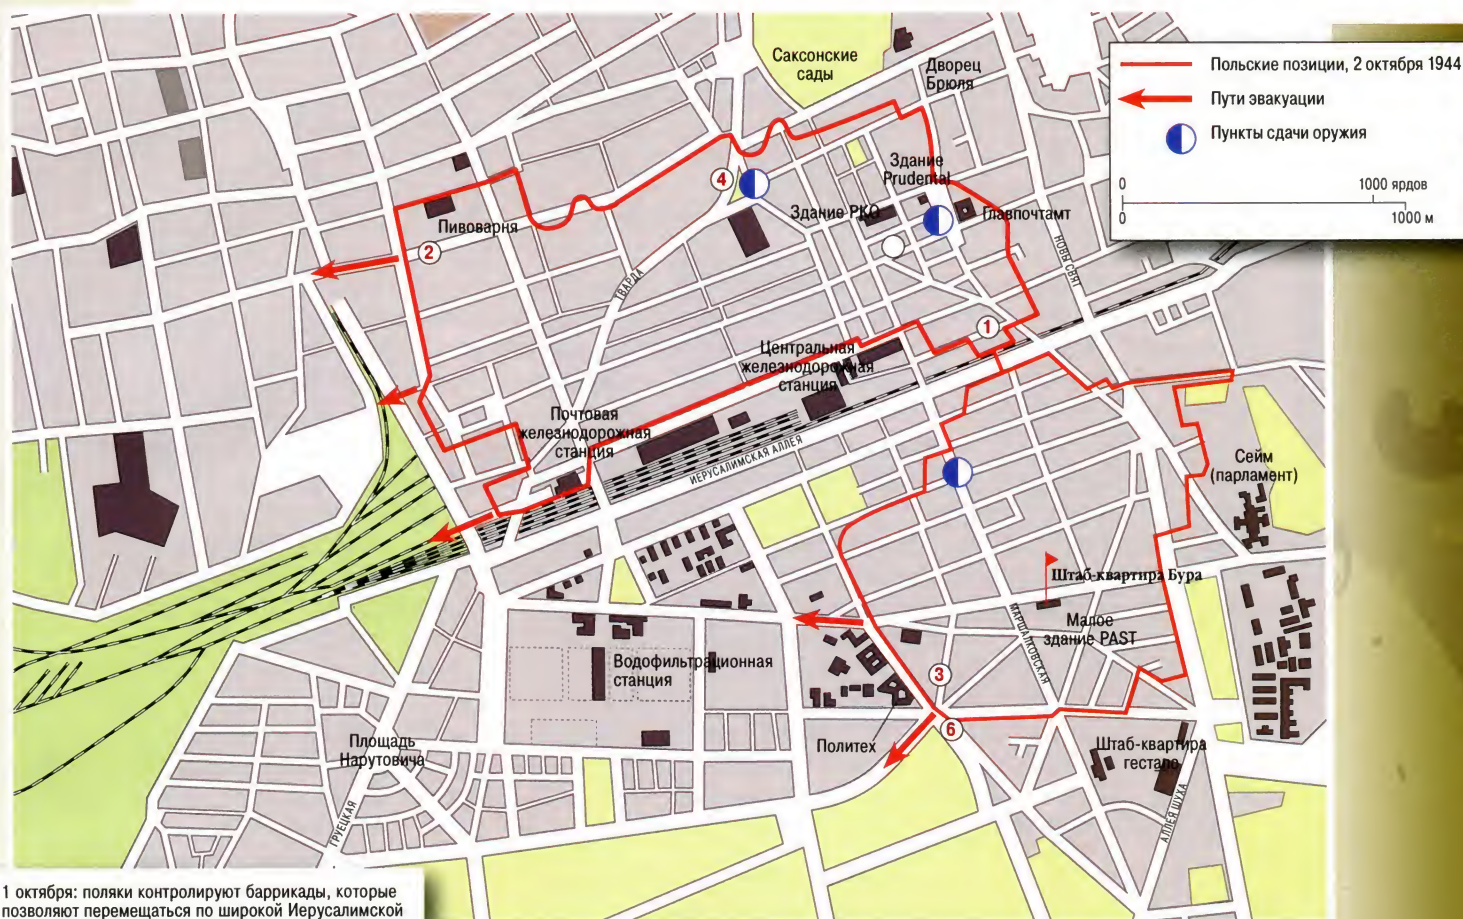 Саксонские
сады
Дворец
Брюля
Польские позиции, 2 октября 1944
Пути эвакуации
Пункты сдачи оружия
0
1000 ярдов
0
1000 м
Здание
Prudental
4
Здание PKO
Главпочтамт
Пивоварня
2
НОВЫ СВЯТ
ТВАРДА
1
Центральная
железнодорожная
станция
Почтовая
железнодорожная
станция
ИЕРУСАЛИМСКАЯ АЛЛЕЯ
Сейм
(парламент)
Штаб-квартира Бура
Малое
здание PAST
МАРШАЛКОВСКАЯ
Водофильтрационная
станция
3
6
Политех
Площадь
Нарутовича
Штаб-квартира
гестапо
ГРУЕЦКАЯ
АЛЛЕЯ ШУХА
1 октября: поляки контролируют баррикады, которые
позволяют перемещаться по широкой Иерусалимской